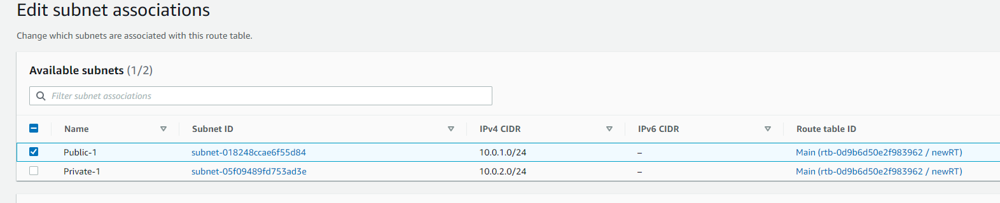 Edit subnet associations
Change which subnets are associated with this route table.
Available subnets (1/2)
Filter subnet associations
Name Subnet ID IPv4 CIDR IPv6 CIDR Route table ID
Public-1 subnet-018248ccae6f55d84 10.0.1.0/24 – Main (rtb-0d9b6d50e2f983962 / newRT)
Private-1 subnet-05f09489fd753ad3e 10.0.2.0/24 – Main (rtb-0d9b6d50e2f983962 / newRT)